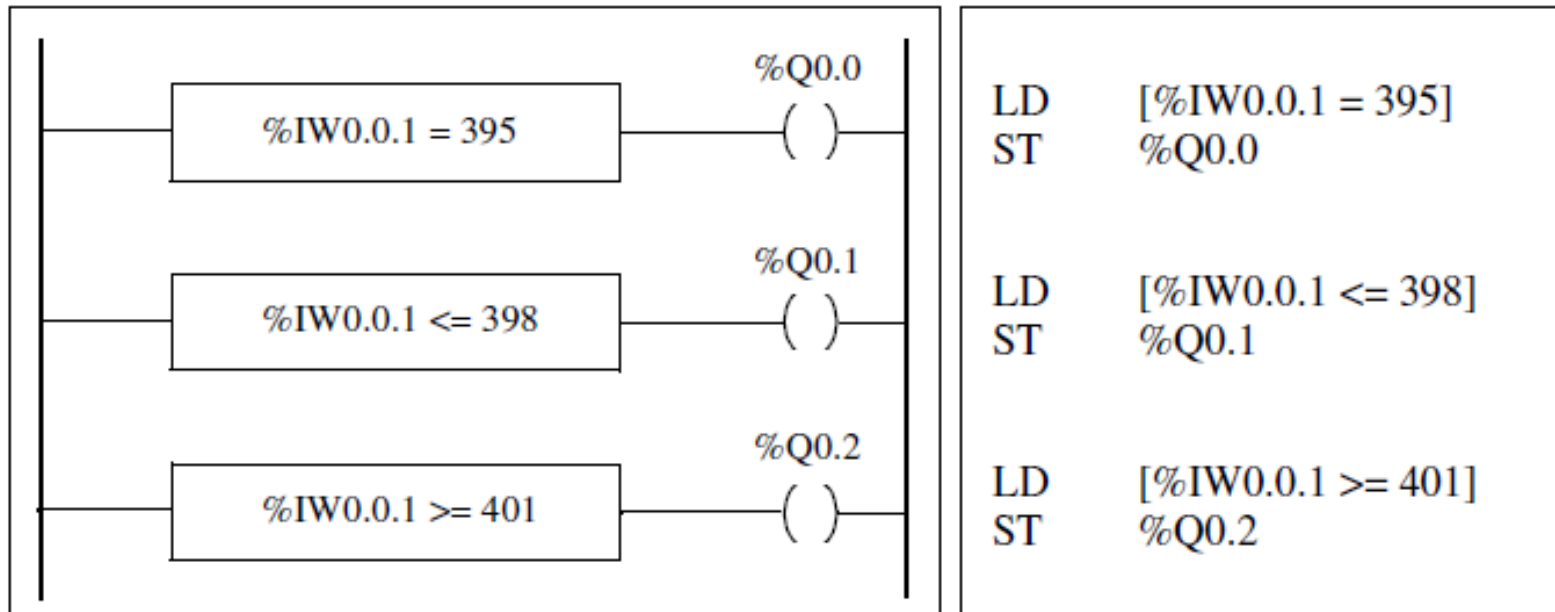 %Q0.0
%IW0.0.1 = 395
( )
%Q0.1
%IW0.0.1 <= 398
( )
%Q0.2
%IW0.0.1 >= 401
( )
LD [%IW0.0.1 = 395]
ST %Q0.0
LD [%IW0.0.1 <= 398]
ST %Q0.1
LD [%IW0.0.1 >= 401]
ST %Q0.2